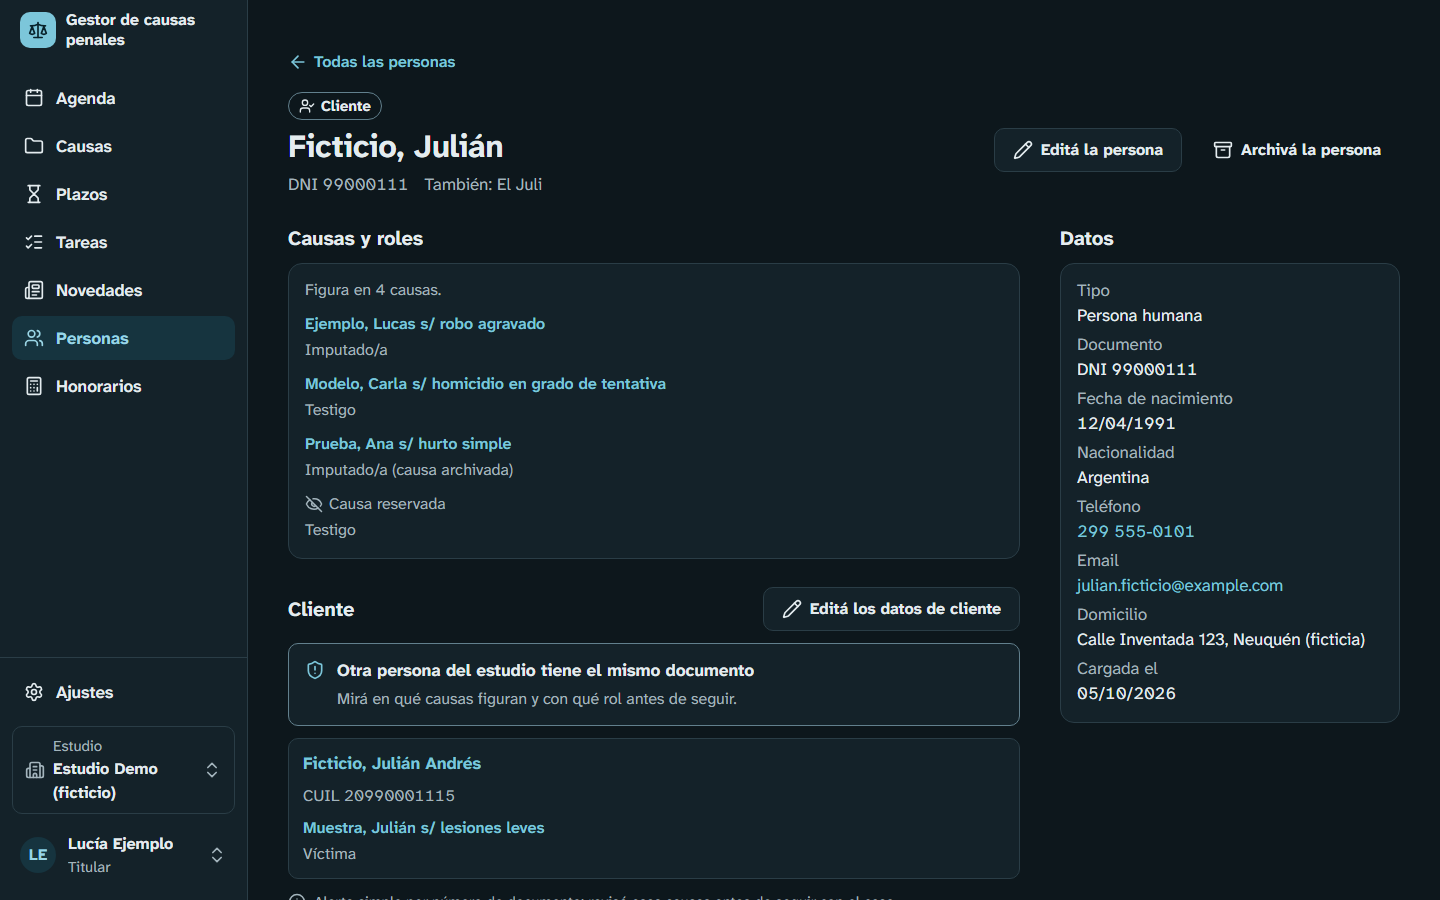 Gestor de causas
penales
Agenda
Causas
Plazos
Tareas
Novedades
Personas
Honorarios
Ajustes
Estudio
Estudio Demo
(ficticio)
LE
Lucía Ejemplo
Titular
Todas las personas
Cliente
Ficticio, Julián
DNI 99000111 También: El Juli
Editá la persona
Archivá la persona
Causas y roles
Figura en 4 causas.
Ejemplo, Lucas s/ robo agravado
Imputado/a
Modelo, Carla s/ homicidio en grado de tentativa
Testigo
Prueba, Ana s/ hurto simple
Imputado/a (causa archivada)
Causa reservada
Testigo
Cliente
Editá los datos de cliente
Otra persona del estudio tiene el mismo documento
Mirá en qué causas figuran y con qué rol antes de seguir.
Ficticio, Julián Andrés
CUIL 20990001115
Muestra, Julián s/ lesiones leves
Víctima
Datos
Tipo
Persona humana
Documento
DNI 99000111
Fecha de nacimiento
12/04/1991
Nacionalidad
Argentina
Teléfono
299 555-0101
Email
julian.ficticio@example.com
Domicilio
Calle Inventada 123, Neuquén (ficticia)
Cargada el
05/10/2026